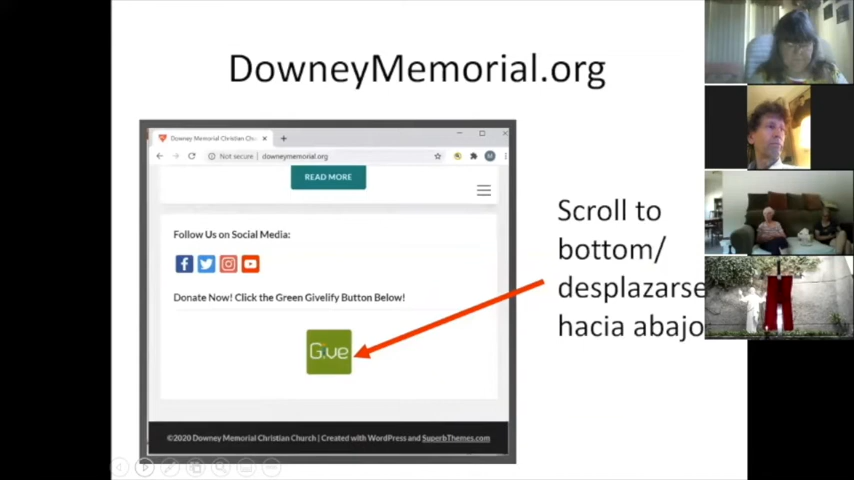 DowneyMemorial.org
Downey Memorial Christian Chu
Not secure | downeymemorial.org
READ MORE
Follow Us on Social Media:
Donate Now! Click the Green Givelify Button Below!
Give
©2020 Downey Memorial Christian Church | Created with WordPress and SuperbThemes.com
Scroll to
bottom/
desplazarse
hacia abajo